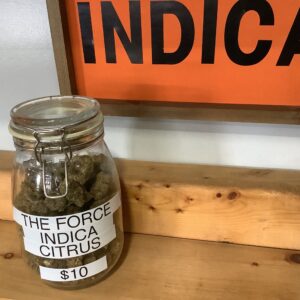 INDICA
THE FORCE
INDICA
CITRUS
$10